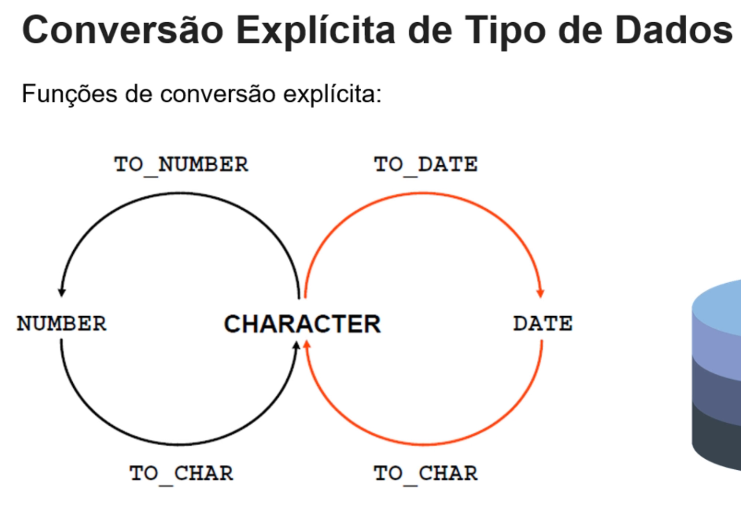 Conversão Explícita de Tipo de Dados
Funções de conversão explícita:
TO_NUMBER TO_DATE
NUMBER CHARACTER DATE
TO_CHAR TO_CHAR